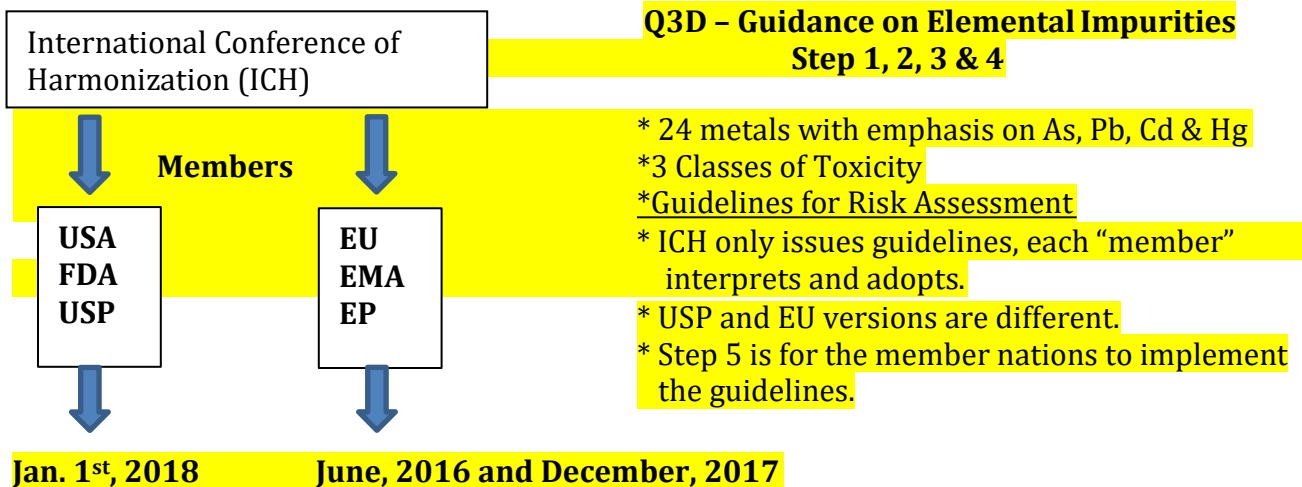 International Conference of
Harmonization (ICH)
Q3D – Guidance on Elemental Impurities
Step 1, 2, 3 & 4
Members
USA
FDA
USP
EU
EMA
EP
* 24 metals with emphasis on As, Pb, Cd & Hg
*3 Classes of Toxicity
*Guidelines for Risk Assessment
* ICH only issues guidelines, each “member”
interprets and adopts.
* USP and EU versions are different.
* Step 5 is for the member nations to implement
the guidelines.
Jan. 1st, 2018
June, 2016 and December, 2017